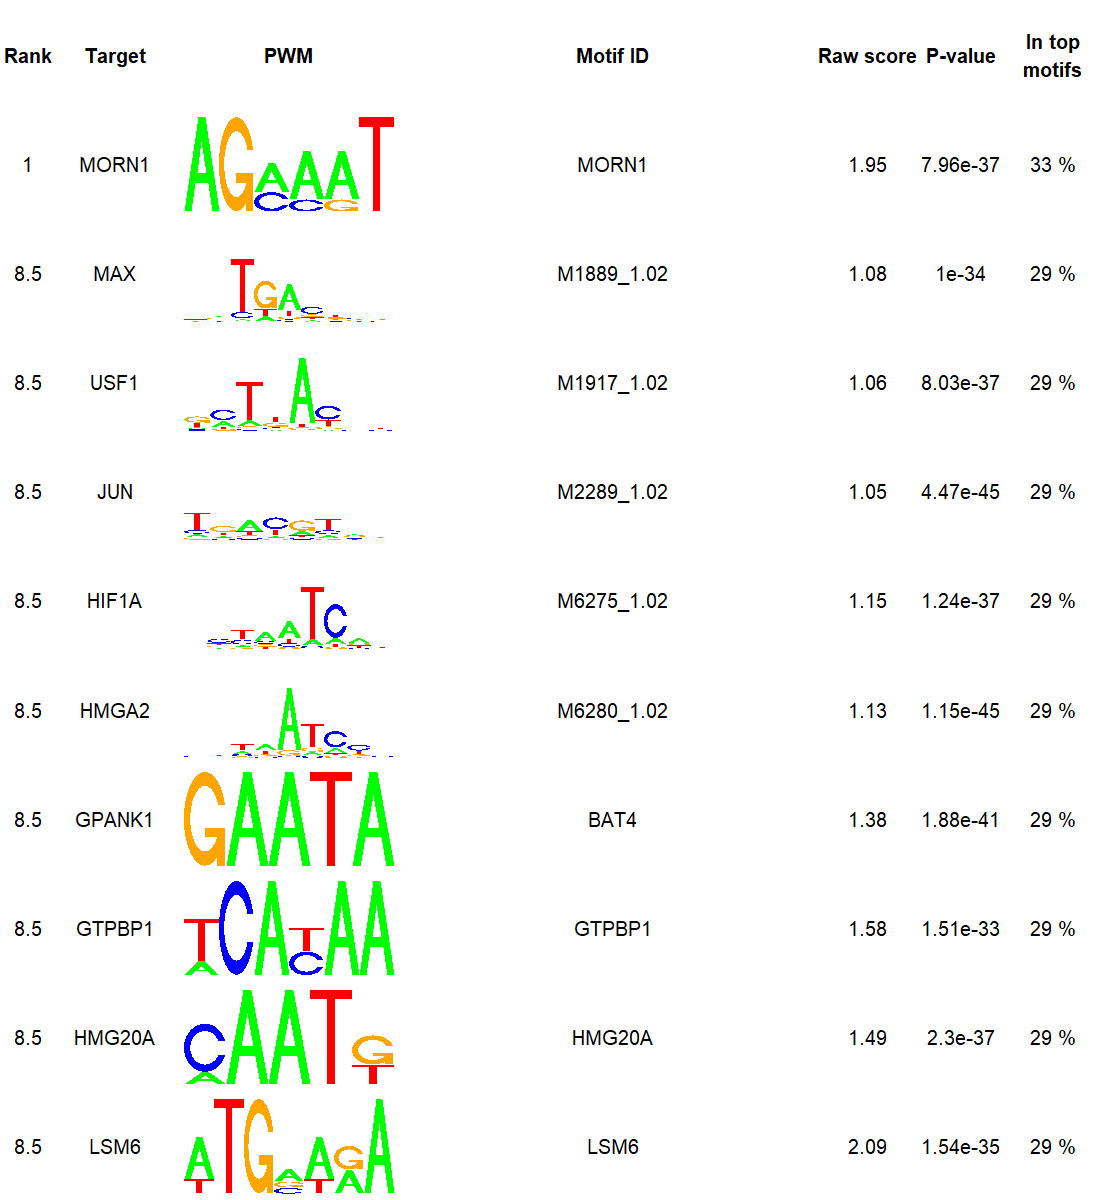 Rank Target PWM Motif ID Raw score P-value In top motifs
1 MORN1 MORN1 1.95 7.96e-37 33 %
8.5 MAX M1889_1.02 1.08 1e-34 29 %
8.5 USF1 M1917_1.02 1.06 8.03e-37 29 %
8.5 JUN M2289_1.02 1.05 4.47e-45 29 %
8.5 HIF1A M6275_1.02 1.15 1.24e-37 29 %
8.5 HMGA2 M6280_1.02 1.13 1.15e-45 29 %
8.5 GPANK1 GAATA BAT4 1.38 1.88e-41 29 %
8.5 GTPBP1 GTPBP1 1.58 1.51e-33 29 %
8.5 HMG20A HMG20A 1.49 2.3e-37 29 %
8.5 LSM6 LSM6 2.09 1.54e-35 29 %